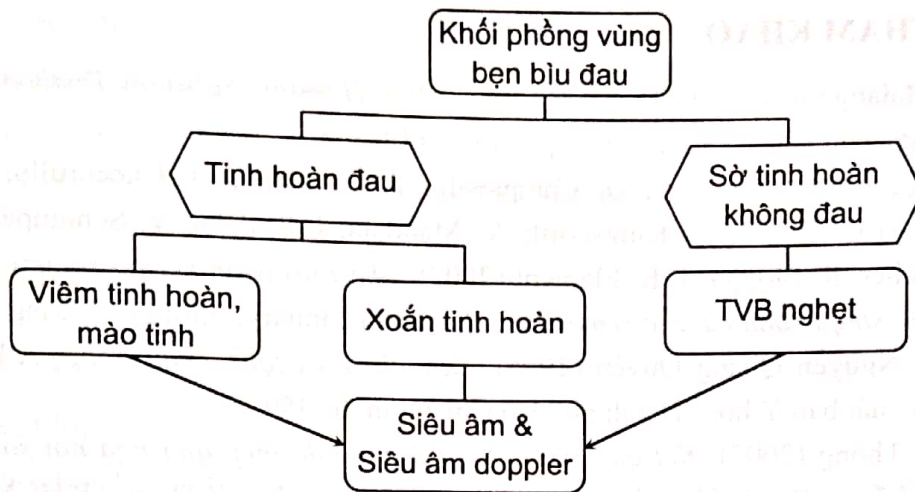 Khối phồng vùng
bẹn bìu đau
Tinh hoàn đau
Sờ tinh hoàn
không đau
Viêm tinh hoàn,
mào tinh
Xoắn tinh hoàn
TVB nghẹt
Siêu âm &
Siêu âm doppler